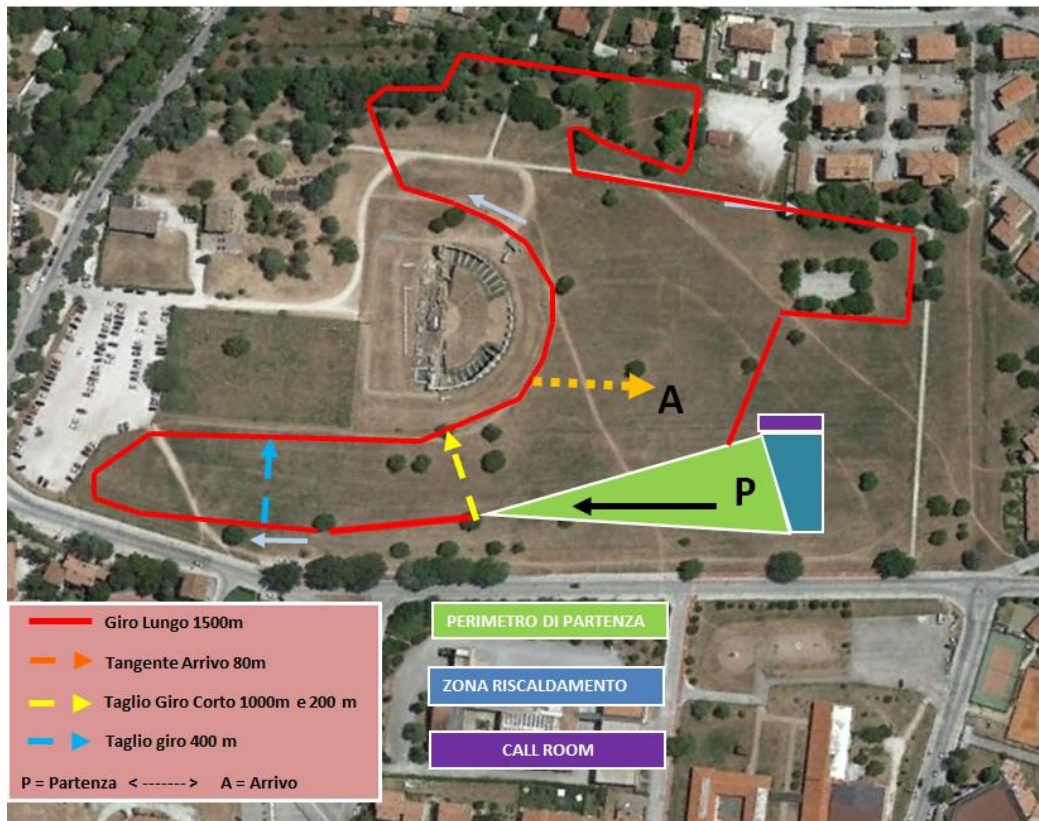 A
P
Giro Lungo 1500m
Tangente Arrivo 80m
Taglio Giro Corto 1000m e 200 m
Taglio giro 400 m
P = Partenza < ------- > A = Arrivo
PERIMETRO DI PARTENZA
ZONA RISCALDAMENTO
CALL ROOM